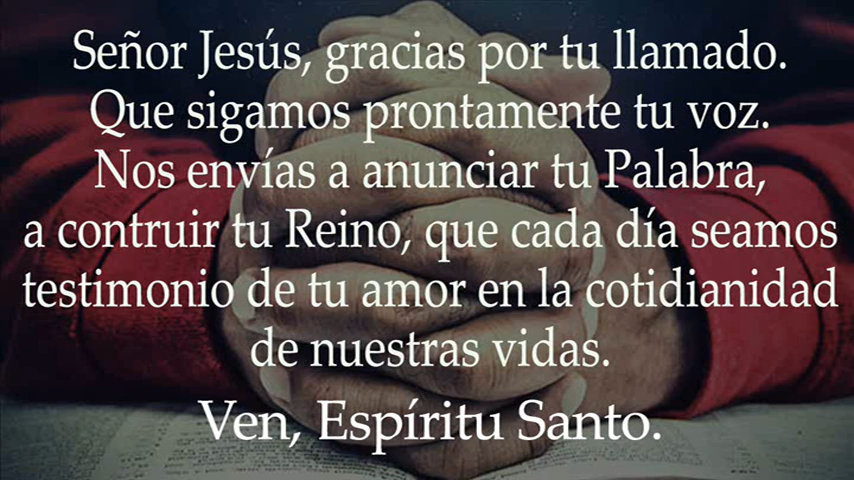 Señor Jesús, gracias por tu llamado.
Que sigamos prontamente tu voz.
Nos envías a anunciar tu Palabra,
a contruir tu Reino, que cada día seamos
testimonio de tu amor en la cotidianidad
de nuestras vidas.
Ven, Espíritu Santo.